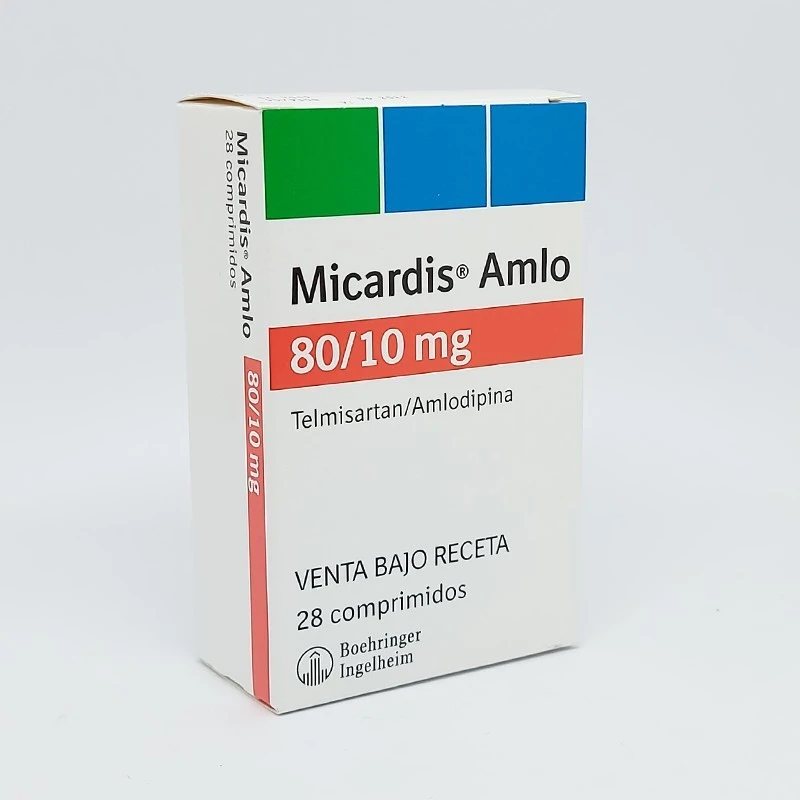 Micardis® Amlo
28 comprimidos
80/10 mg
Micardis® Amlo
80/10 mg
Telmisartan/Amlodipina
VENTA BAJO RECETA
28 comprimidos
Boehringer
Ingelheim